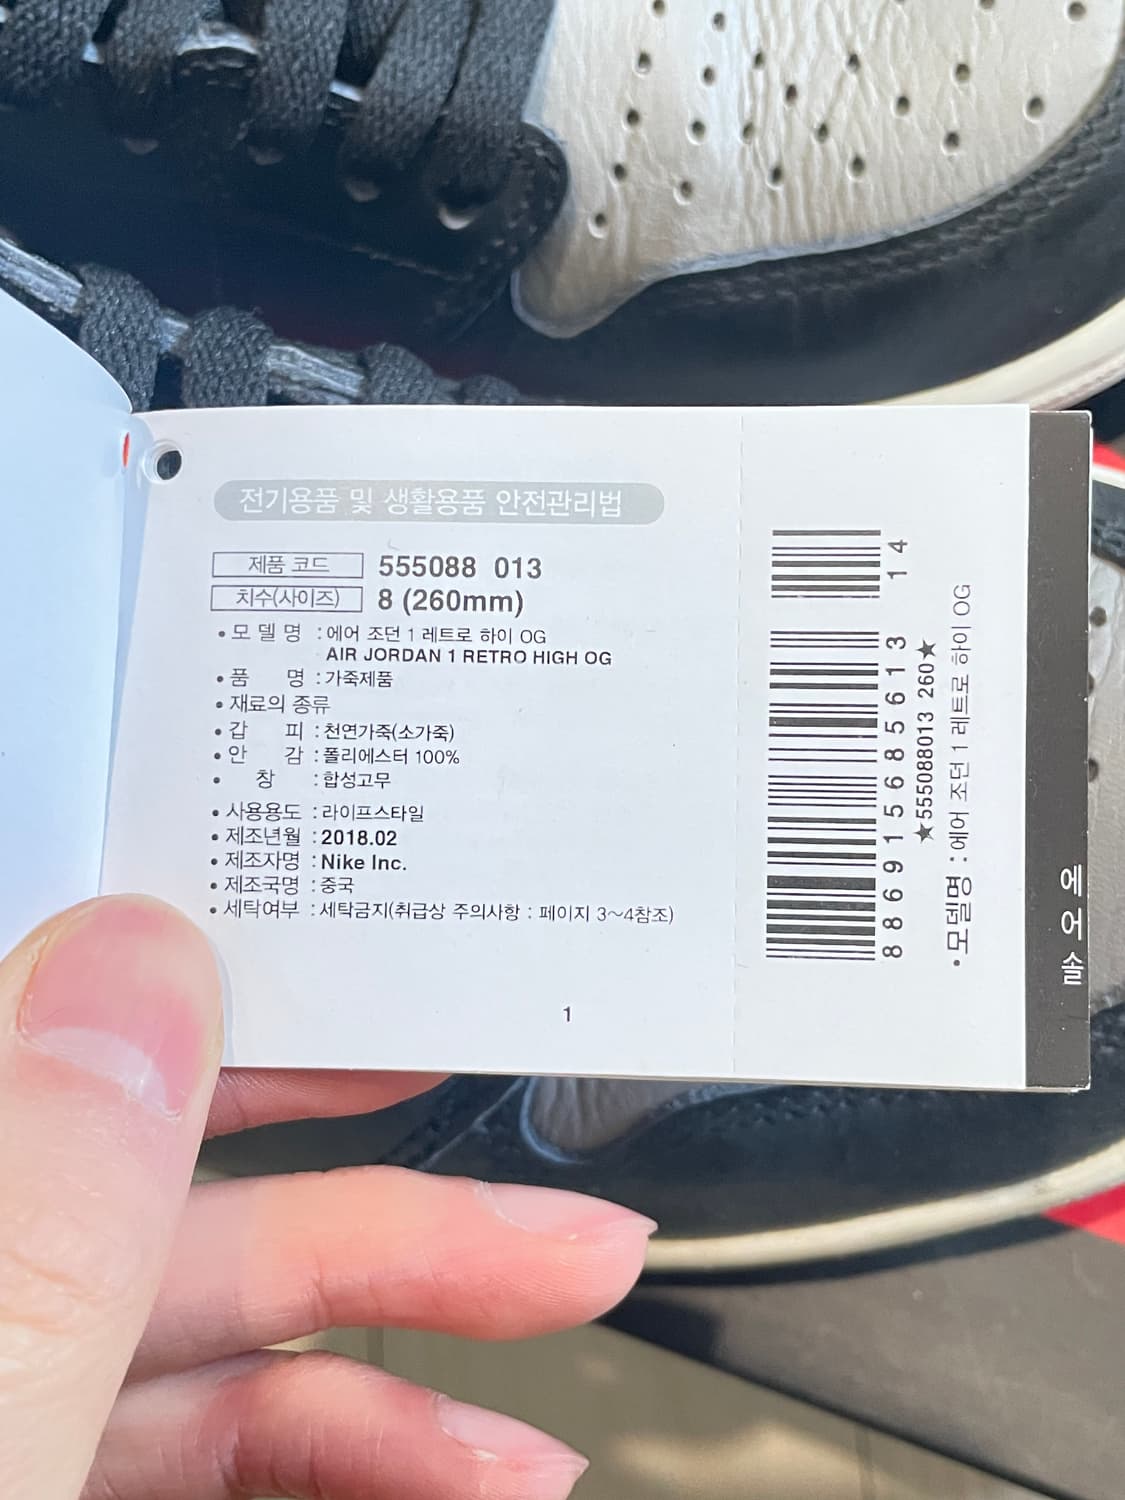 전기용품 및 생활용품 안전관리법
제품 코드 555088 013
치수(사이즈) 8 (260mm)
• 모 델 명 : 에어 조던 1 레트로 하이 OG
AIR JORDAN 1 RETRO HIGH OG
• 품 명 : 가죽제품
• 재료의 종류
• 갑 피 : 천연가죽(소가죽)
• 안 감 : 폴리에스터 100%
• 창 : 합성고무
• 사용용도 : 라이프스타일
• 제조년월 : 2018.02
• 제조자명 : Nike Inc.
• 제조국명 : 중국
• 세탁여부 : 세탁금지(취급상 주의사항 : 페이지 3~4참조)
1
886915685613 14
★555088013 260★
• 모델명 : 에어 조던 1 레트로 하이 OG
에어솔